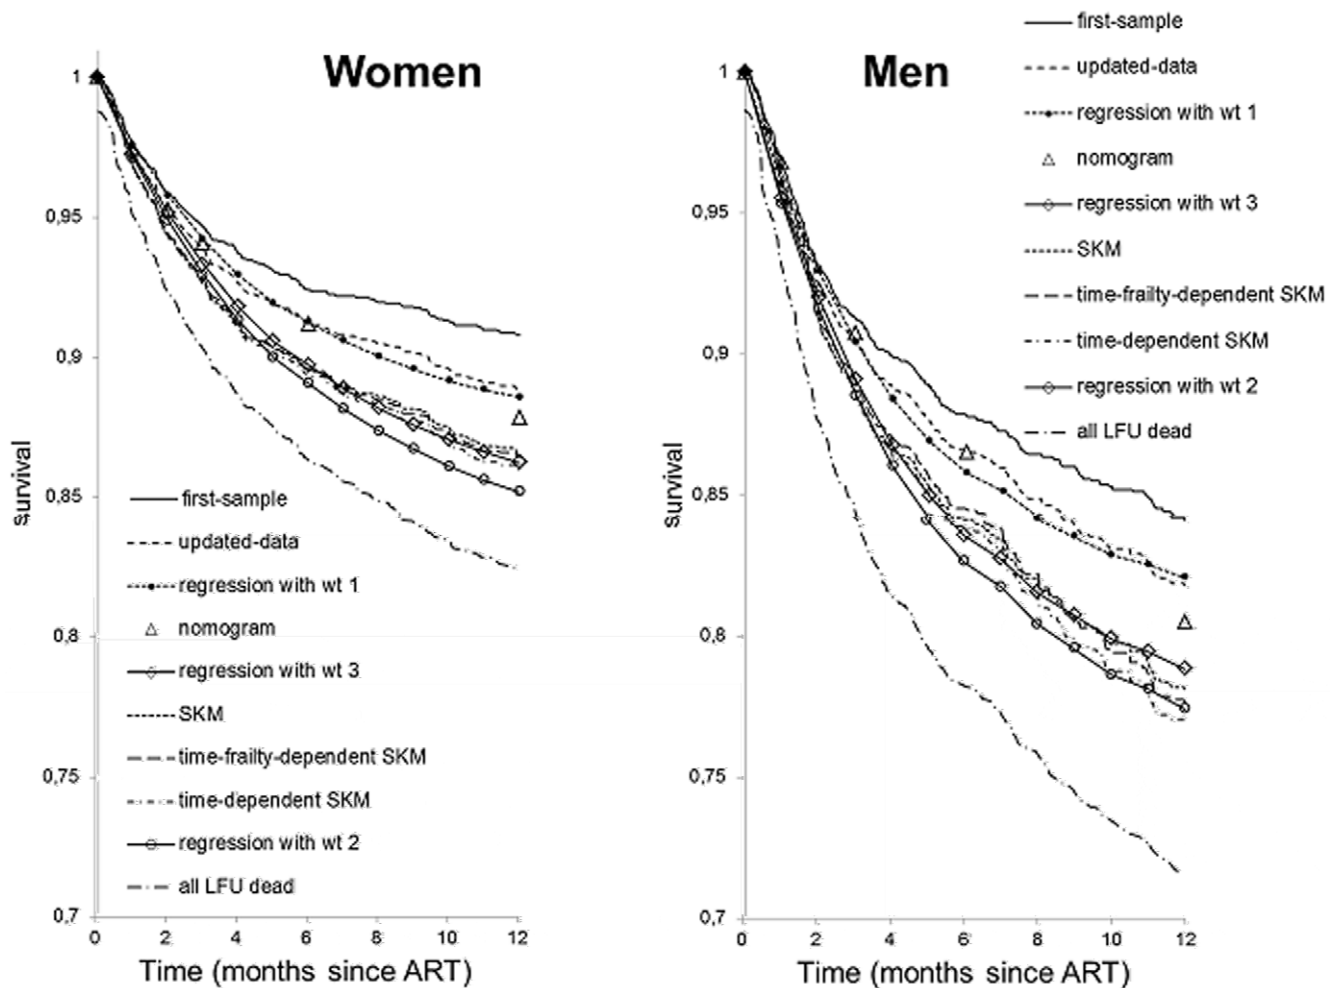 Women
1
0,95
0,9
0,85
0,8
0,75
0,7
survival
first-sample
updated-data
regression with wt 1
nomogram
regression with wt 3
SKM
time-frailty-dependent SKM
time-dependent SKM
regression with wt 2
all LFU dead
0 2 4 6 8 10 12
Time (months since ART)
Men
1
0,95
0,9
0,85
0,8
0,75
0,7
survival
first-sample
updated-data
regression with wt 1
nomogram
regression with wt 3
SKM
time-frailty-dependent SKM
time-dependent SKM
regression with wt 2
all LFU dead
0 2 4 6 8 10 12
Time (months since ART)